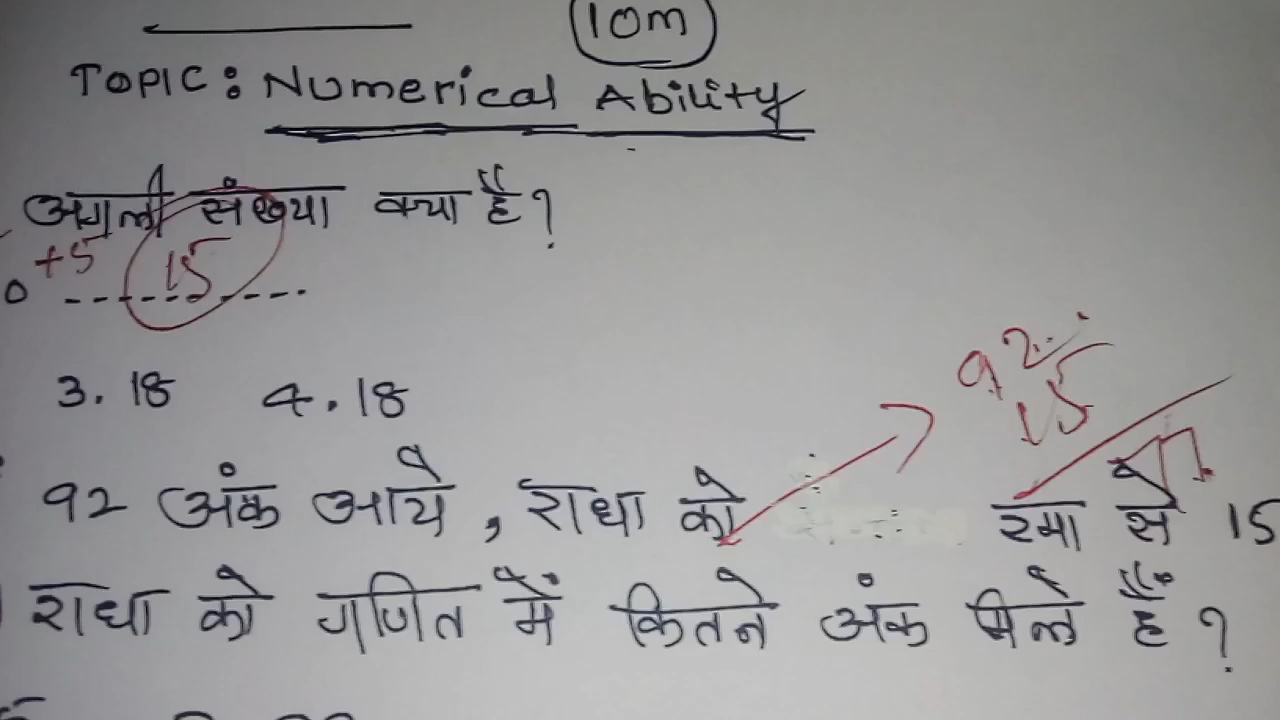 10m
TOPIC: Numerical Ability
अगली संख्या क्या है?
0 +5 15
3. 18 4. 18
92
15
92 अंक आये, राधा को रमा से 15
राधा को गणित में कितने अंक मिले हैं?